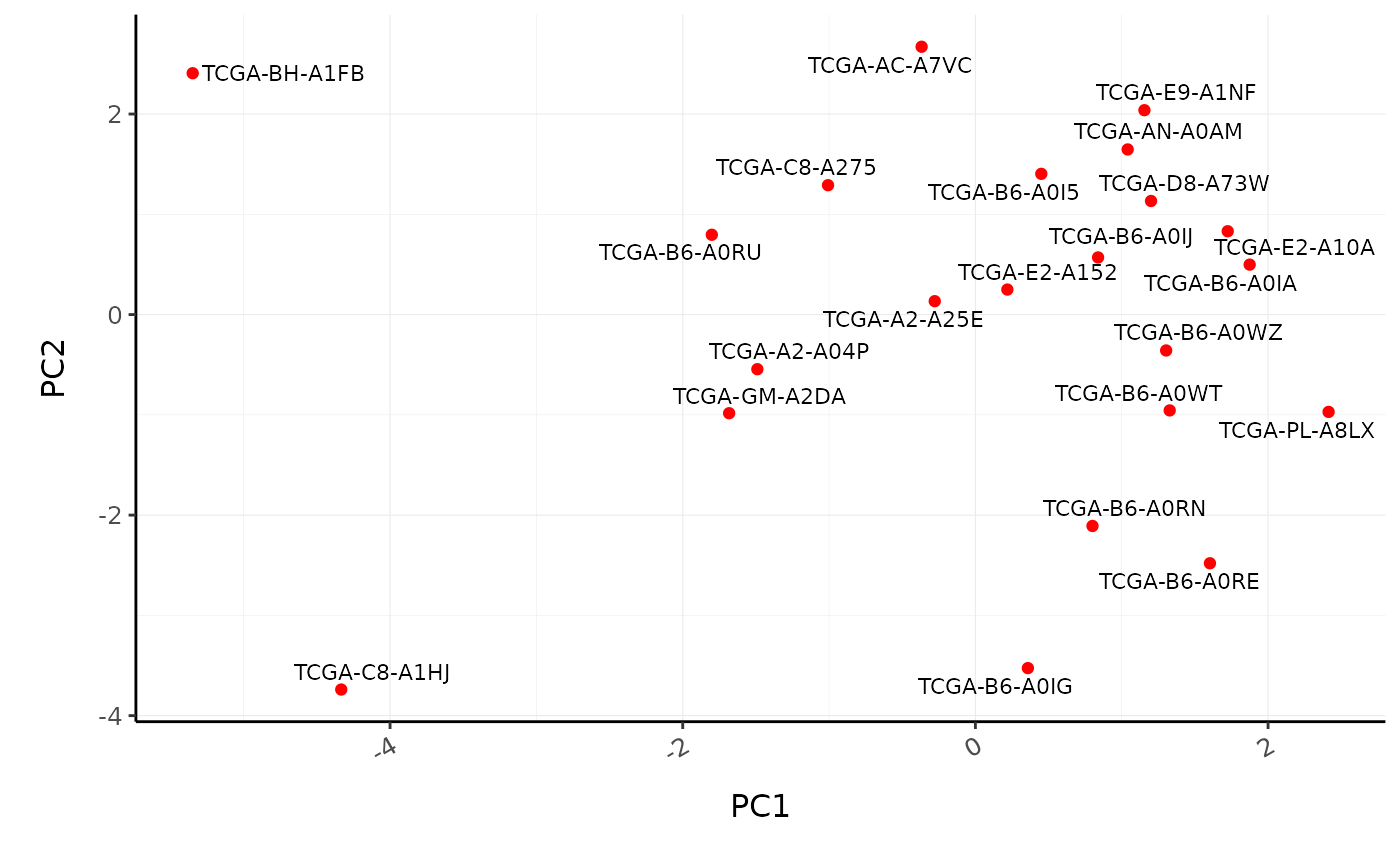 TCGA-AC-A7VC
TCGA-BH-A1FB
TCGA-E9-A1NF
2
TCGA-AN-A0AM
TCGA-C8-A275
TCGA-D8-A73W
TCGA-B6-A0I5
TCGA-B6-A0IJ
TCGA-E2-A10A
TCGA-B6-A0RU
TCGA-E2-A152
TCGA-B6-A0IA
0
TCGA-A2-A25E
TCGA-B6-A0WZ
TCGA-A2-A04P
PC2
TCGA-B6-A0WT
TCGA-GM-A2DA
TCGA-PL-A8LX
TCGA-B6-A0RN
-2
TCGA-B6-A0RE
TCGA-C8-A1HJ
TCGA-B6-A0IG
-4
-4 -2 0 2
PC1